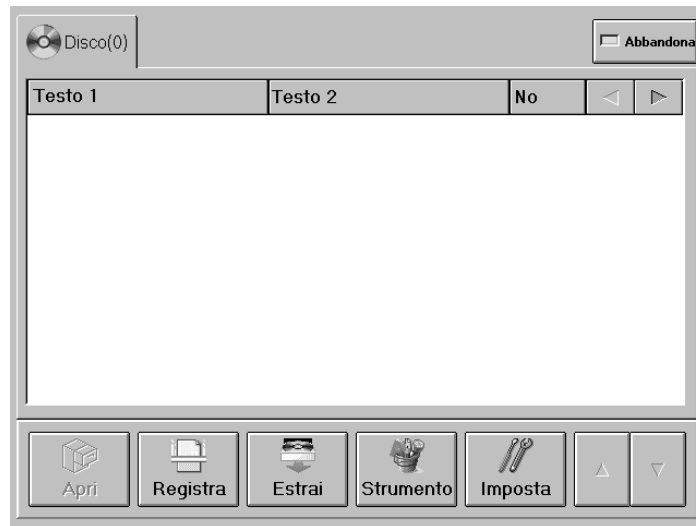 Disco(0)
Abbandona
Testo 1 Testo 2 No
Apri Registra Estrai Strumento Imposta